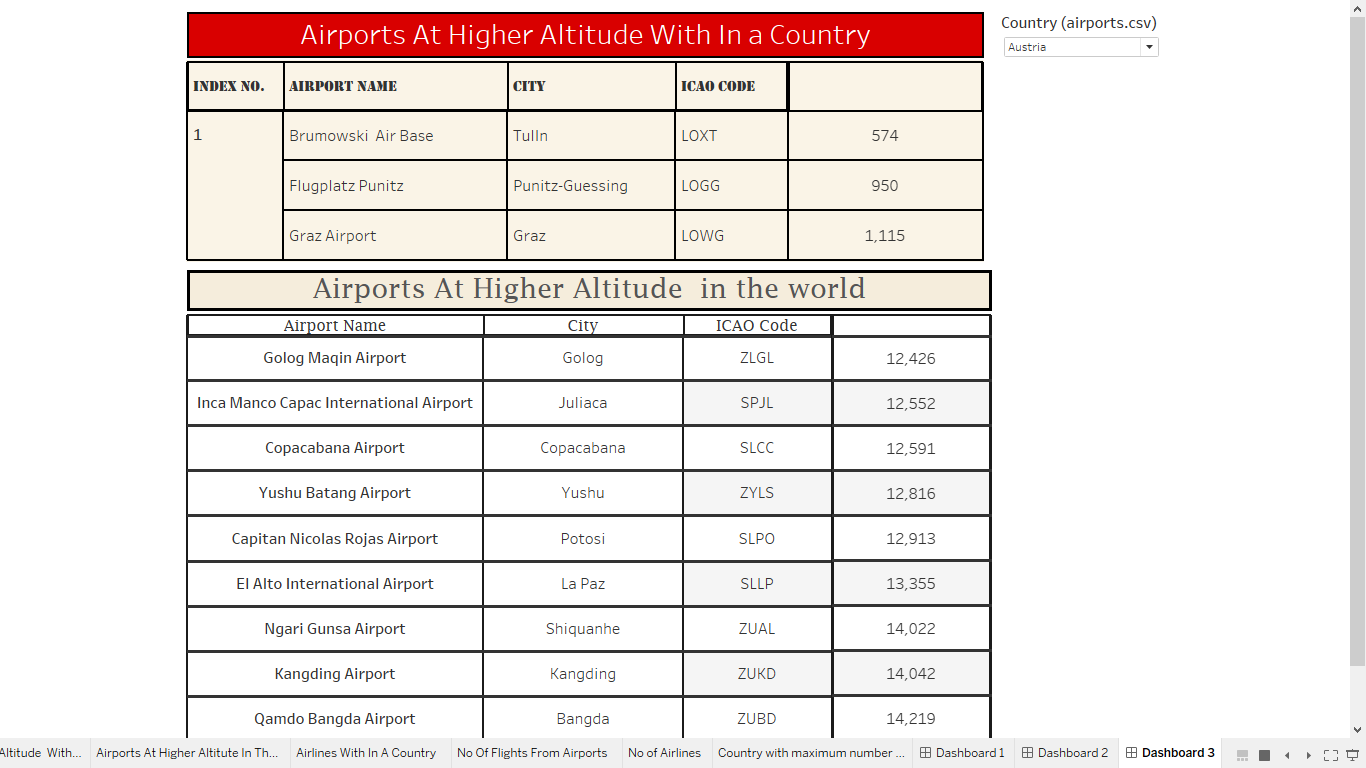 Airports At Higher Altitude With In a Country
Country (airports.csv)
Austria
INDEX NO. AIRPORT NAME CITY ICAO CODE
1 Brumowski Air Base Tulln LOXT 574
Flugplatz Punitz Punitz-Guessing LOGG 950
Graz Airport Graz LOWG 1,115
Airports At Higher Altitude in the world
Airport Name City ICAO Code
Golog Maqin Airport Golog ZLGL 12,426
Inca Manco Capac International Airport Juliaca SPJL 12,552
Copacabana Airport Copacabana SLCC 12,591
Yushu Batang Airport Yushu ZYLS 12,816
Capitan Nicolas Rojas Airport Potosi SLPO 12,913
El Alto International Airport La Paz SLLP 13,355
Ngari Gunsa Airport Shiquanhe ZUAL 14,022
Kangding Airport Kangding ZUKD 14,042
Qamdo Bangda Airport Bangda ZUBD 14,219
Altitude With... Airports At Higher Altitute In Th... Airlines With In A Country No Of Flights From Airports No of Airlines Country with maximum number ... Dashboard 1 Dashboard 2 Dashboard 3